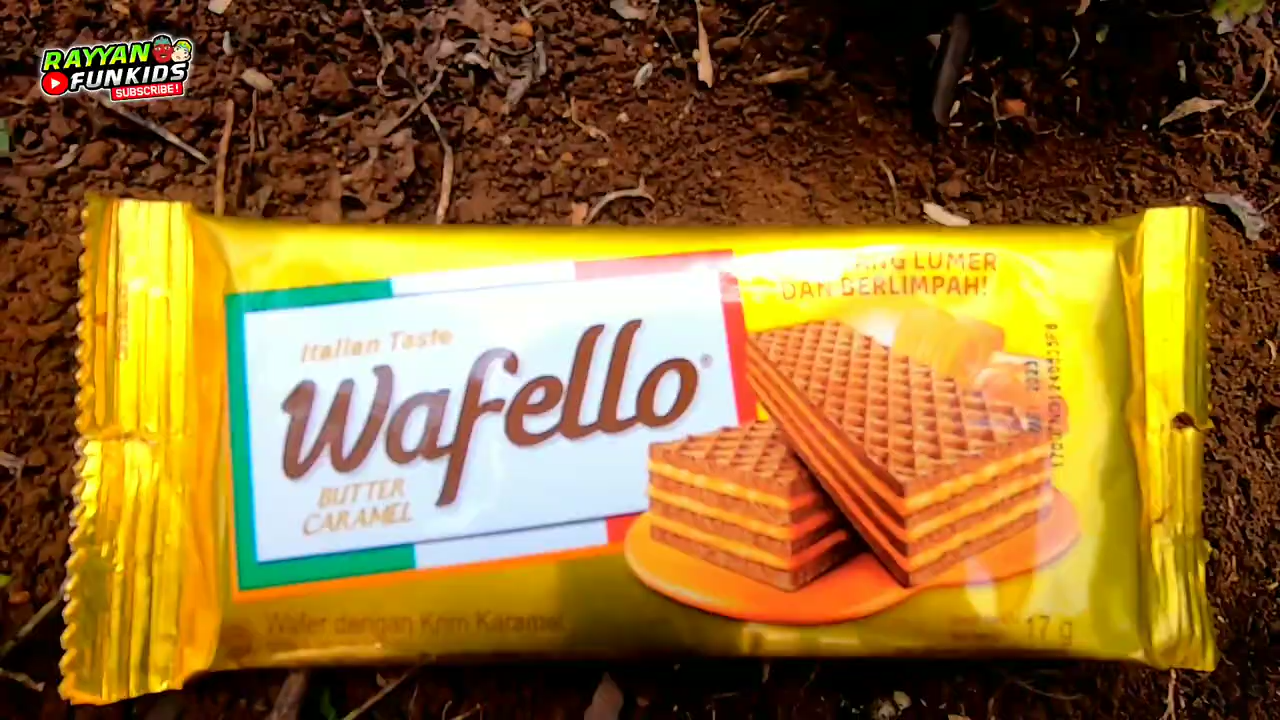 RAYYAN
FUNKIDS
SUBSCRIBE!
LUMER
DAN BERLIMPAH!
Italian Taste
Wafello®
BUTTER
CARAMEL
Wafer dengan Krim Karamel
17 g